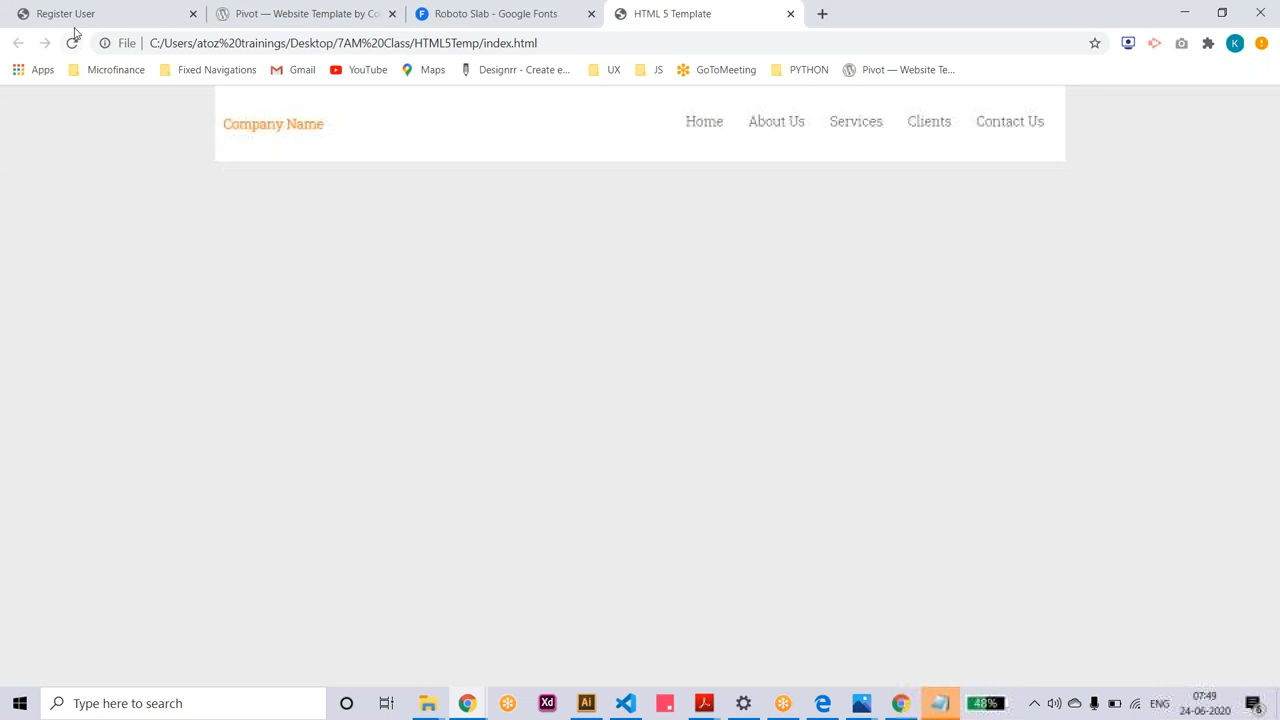 Register User
Pivot — Website Template by Co
Roboto Slab - Google Fonts
HTML 5 Template
File
C:/Users/atoz%20trainings/Desktop/7AM%20Class/HTML5Temp/index.html
K
Apps
Microfinance
Fixed Navigations
Gmail
YouTube
Maps
Designrr - Create e...
UX
JS
GoToMeeting
PYTHON
Pivot — Website Te...
Company Name
Home
About Us
Services
Clients
Contact Us
Type here to search
Xd
Ai
48%
ENG
07:49
24-06-2020